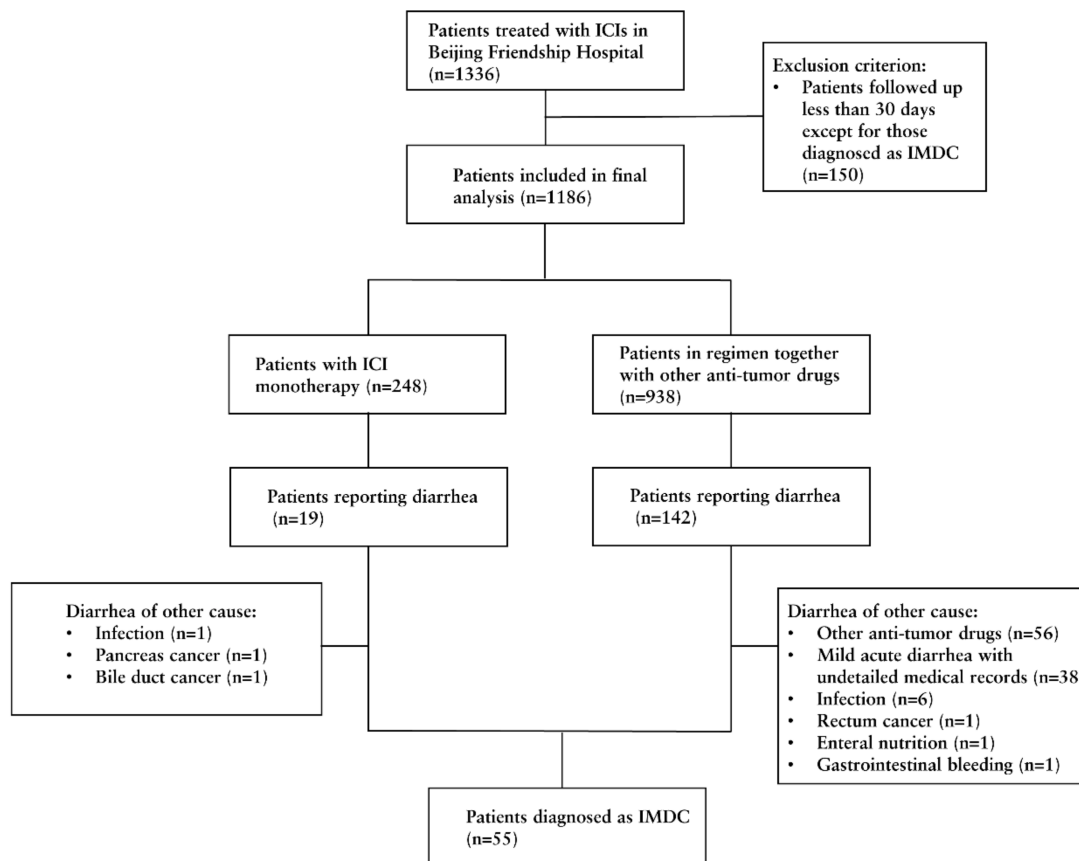 Patients treated with ICIs in
Beijing Friendship Hospital
(n=1336)
Exclusion criterion:
• Patients followed up
less than 30 days
except for those
diagnosed as IMDC
(n=150)
Patients included in final
analysis (n=1186)
Patients with ICI
monotherapy (n=248)
Patients in regimen together
with other anti-tumor drugs
(n=938)
Patients reporting diarrhea
(n=19)
Patients reporting diarrhea
(n=142)
Diarrhea of other cause:
• Infection (n=1)
• Pancreas cancer (n=1)
• Bile duct cancer (n=1)
Diarrhea of other cause:
• Other anti-tumor drugs (n=56)
• Mild acute diarrhea with
undetailed medical records (n=38
• Infection (n=6)
• Rectum cancer (n=1)
• Enteral nutrition (n=1)
• Gastrointestinal bleeding (n=1)
Patients diagnosed as IMDC
(n=55)